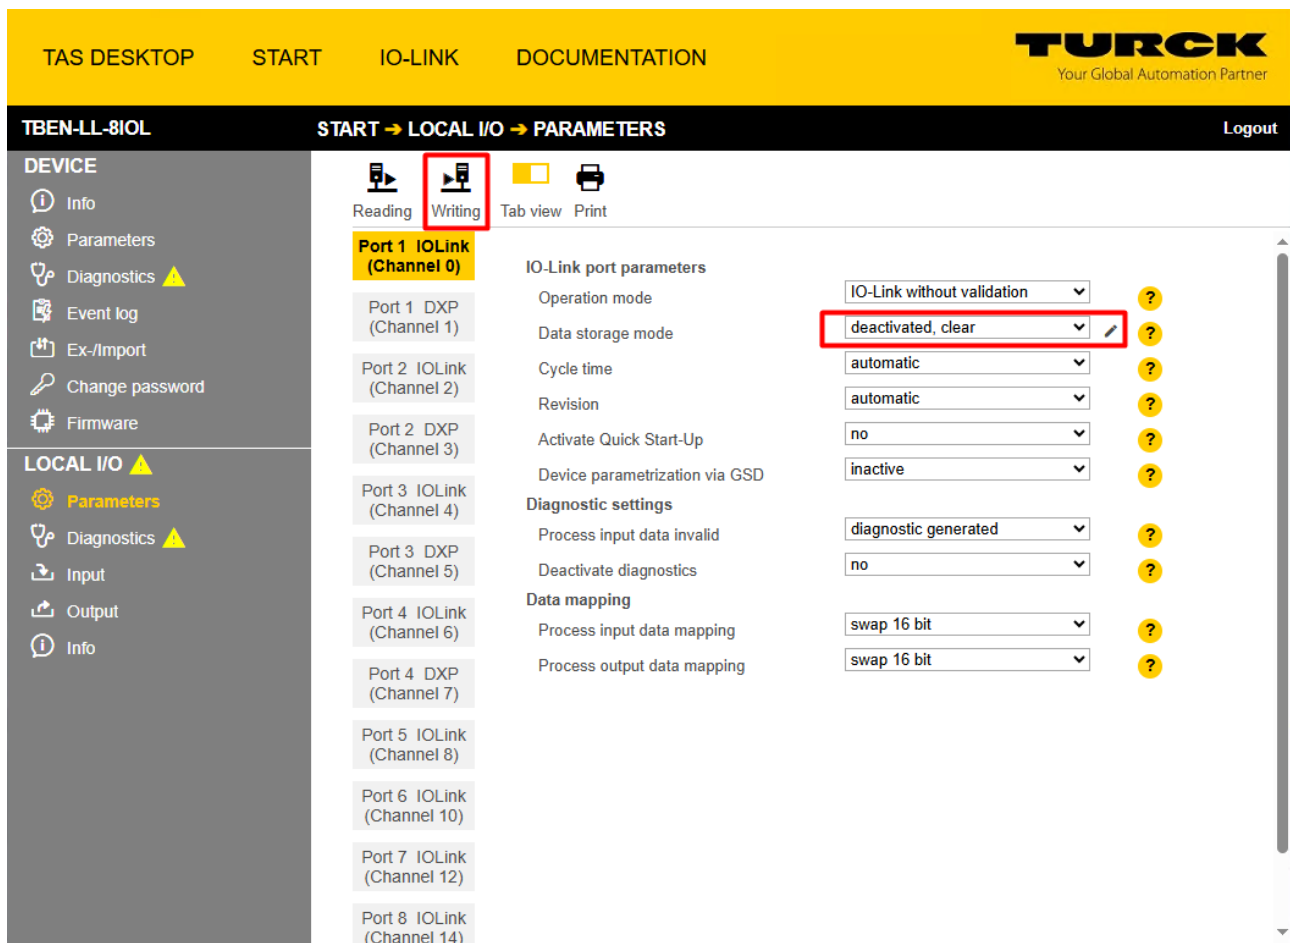 TAS DESKTOP START IO-LINK DOCUMENTATION
TURCK
Your Global Automation Partner
TBEN-LL-8IOL
START ➔ LOCAL I/O ➔ PARAMETERS
Logout
DEVICE
Info
Parameters
Diagnostics
Event log
Ex-/Import
Change password
Firmware
LOCAL I/O
Parameters
Diagnostics
Input
Output
Info
Reading Writing Tab view Print
Port 1 IOLink
(Channel 0)
Port 1 DXP
(Channel 1)
Port 2 IOLink
(Channel 2)
Port 2 DXP
(Channel 3)
Port 3 IOLink
(Channel 4)
Port 3 DXP
(Channel 5)
Port 4 IOLink
(Channel 6)
Port 4 DXP
(Channel 7)
Port 5 IOLink
(Channel 8)
Port 6 IOLink
(Channel 10)
Port 7 IOLink
(Channel 12)
Port 8 IOLink
(Channel 14)
IO-Link port parameters
Operation mode IO-Link without validation ?
Data storage mode deactivated, clear ?
Cycle time automatic ?
Revision automatic ?
Activate Quick Start-Up no ?
Device parametrization via GSD inactive ?
Diagnostic settings
Process input data invalid diagnostic generated ?
Deactivate diagnostics no ?
Data mapping
Process input data mapping swap 16 bit ?
Process output data mapping swap 16 bit ?